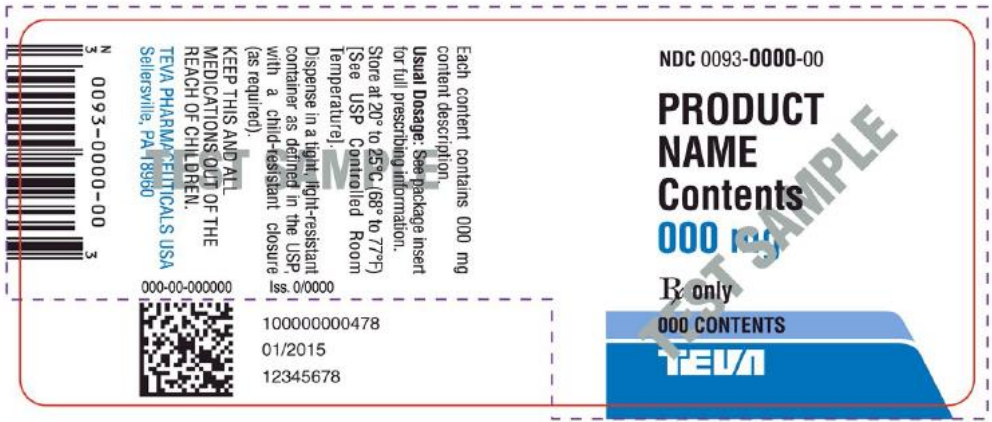 NDC 0093-0000-00
PRODUCT
NAME
Contents
000 mg
℞ only
000 CONTENTS
TEVA
TEST SAMPLE
Each content contains 000 mg
content description.
Usual Dosage: See package insert
for full prescribing information.
Store at 20° to 25°C (68° to 77°F)
[See USP Controlled Room
Temperature].
Dispense in a tight, light-resistant
container as defined in the USP,
with a child-resistant closure
(as required).
KEEP THIS AND ALL
MEDICATIONS OUT OF THE
REACH OF CHILDREN.
TEVA PHARMACEUTICALS USA
Sellersville, PA 18960
TEST SAMPLE
N
3 0093-0000-00 3
000-00-000000 Iss. 0/0000
100000000478
01/2015
12345678